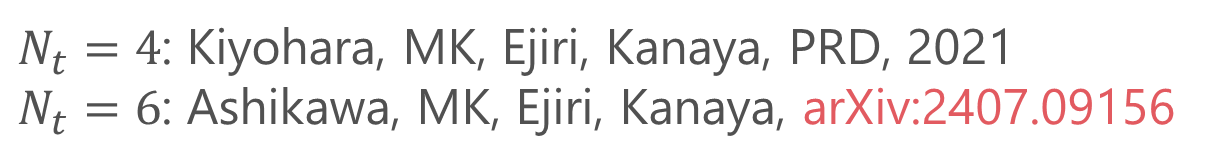 N_t = 4: Kiyohara, MK, Ejiri, Kanaya, PRD, 2021
N_t = 6: Ashikawa, MK, Ejiri, Kanaya, arXiv:2407.09156